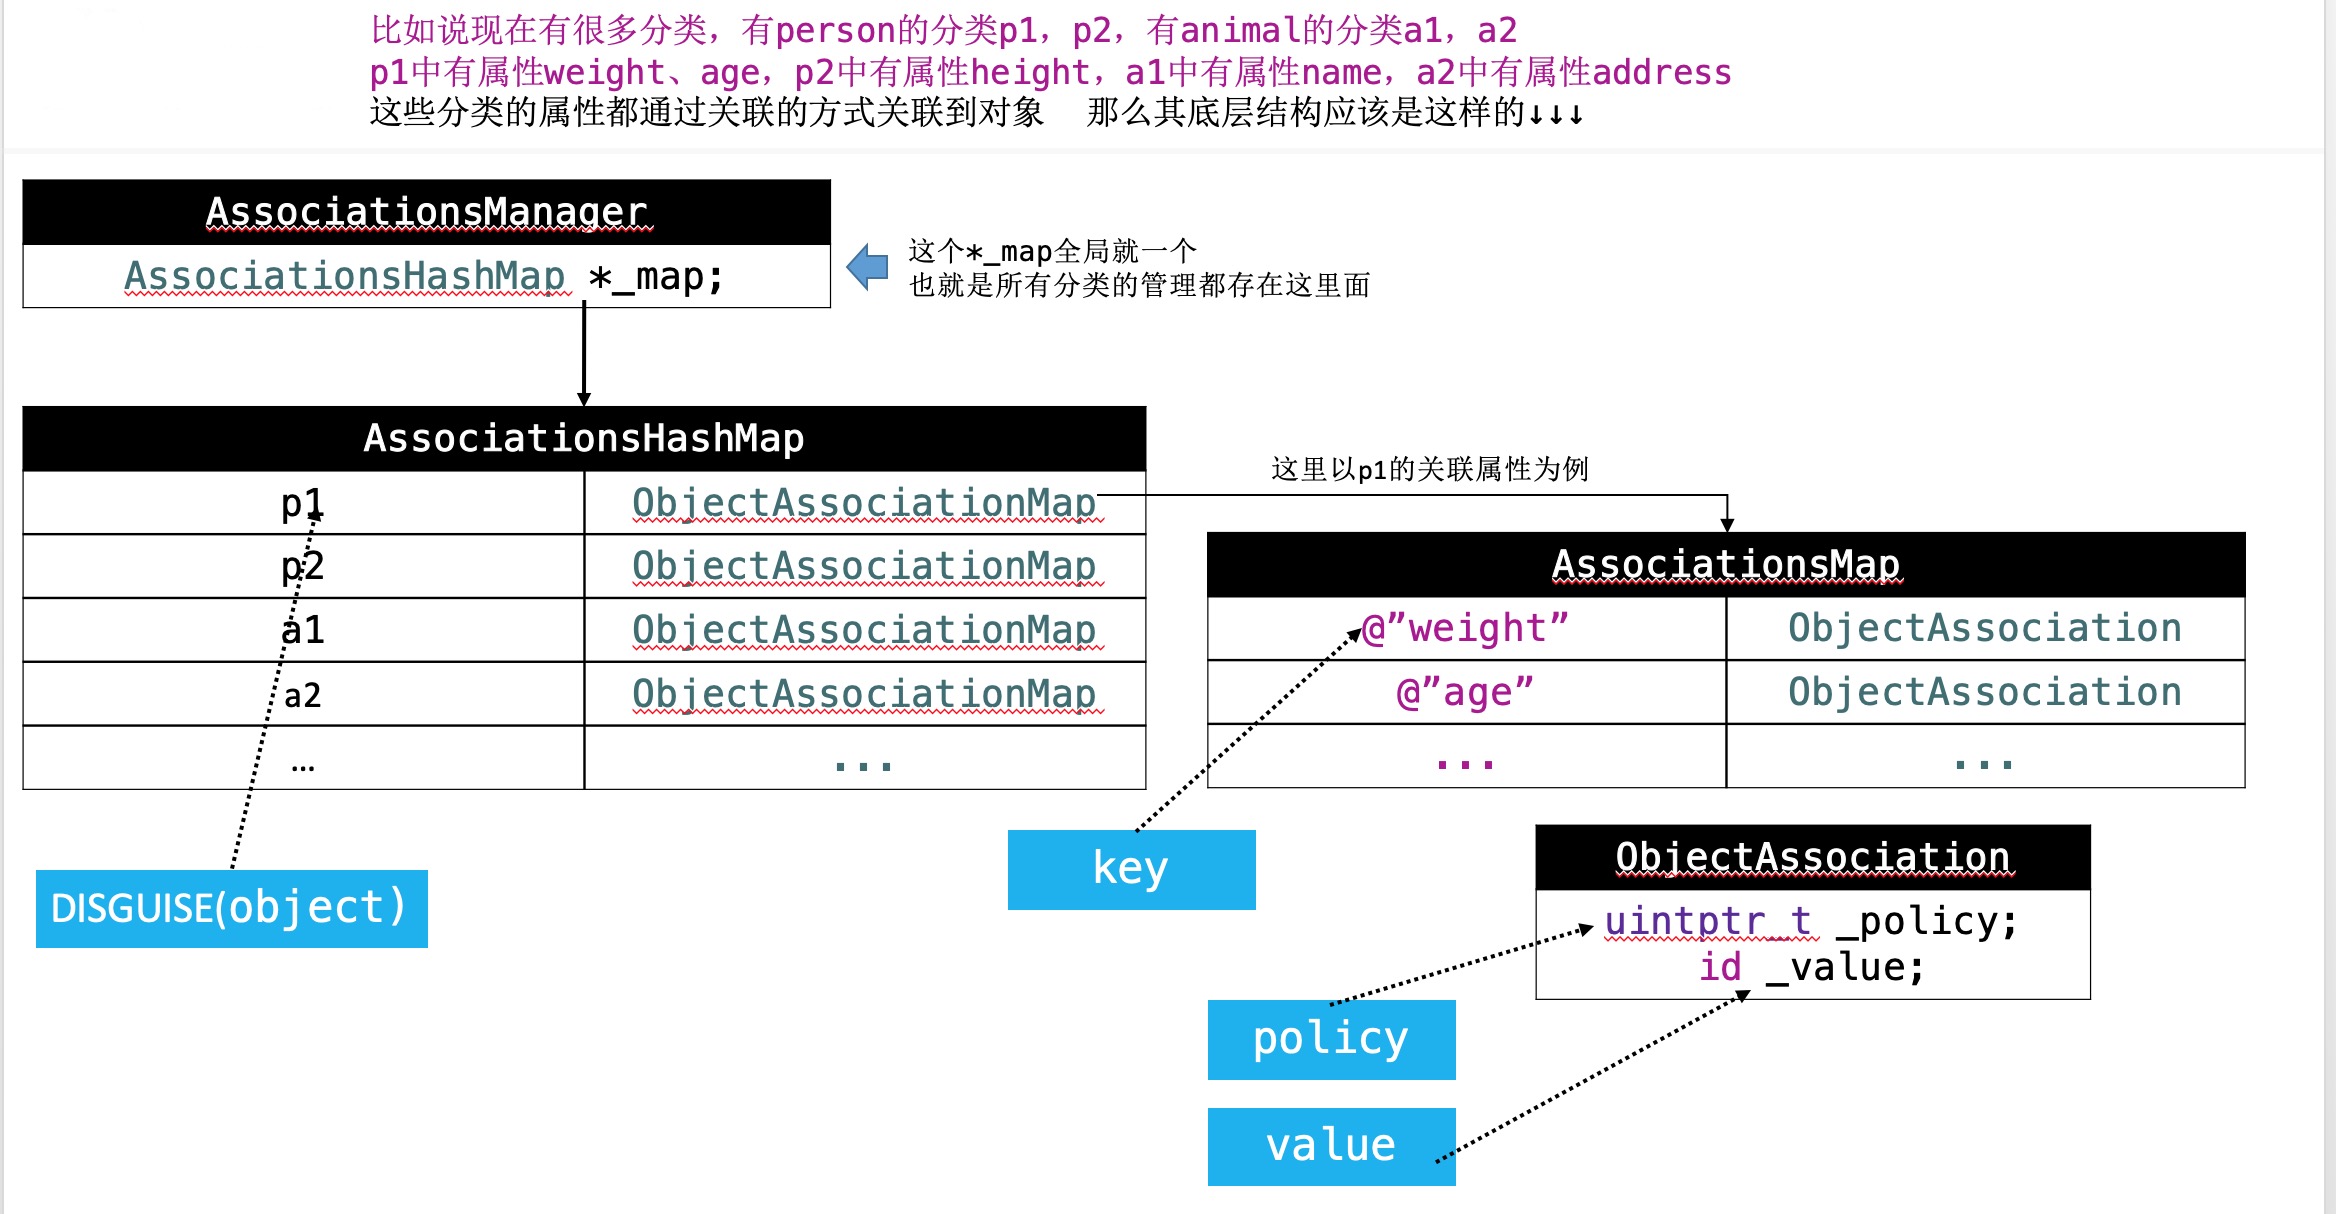 比如说现在有很多分类，有person的分类p1，p2，有animal的分类a1，a2
p1中有属性weight、age，p2中有属性height，a1中有属性name，a2中有属性address
这些分类的属性都通过关联的方式关联到对象 那么其底层结构应该是这样的↓↓↓
AssociationsManager
AssociationsHashMap *_map;
这个*_map全局就一个
也就是所有分类的管理都存在这里面
AssociationsHashMap
p1 ObjectAssociationMap
p2 ObjectAssociationMap
a1 ObjectAssociationMap
a2 ObjectAssociationMap
… ...
这里以p1的关联属性为例
AssociationsMap
@”weight” ObjectAssociation
@”age” ObjectAssociation
... ...
DISGUISE(object)
key
ObjectAssociation
uintptr_t _policy;
id _value;
policy
value